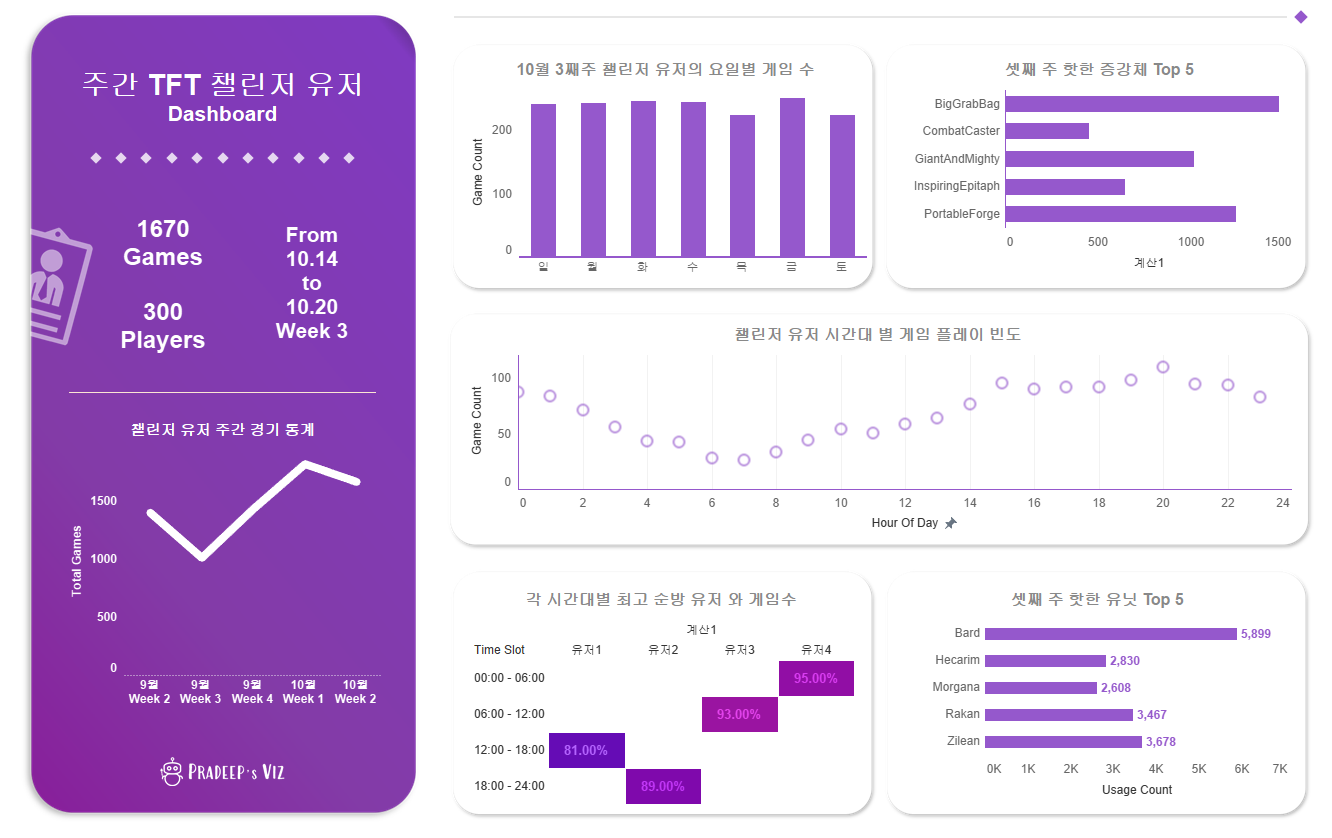 주간 TFT 챌린저 유저
Dashboard
1670
Games
300
Players
From
10.14
to
10.20
Week 3
챌린저 유저 주간 경기 통계
Total Games
1500
1000
500
0
9월 Week 2
9월 Week 3
9월 Week 4
10월 Week 1
10월 Week 2
PRADEEP's VIZ
10월 3째주 챌린저 유저의 요일별 게임 수
Game Count
200
100
0
일 월 화 수 목 금 토
셋째 주 핫한 증강체 Top 5
BigGrabBag
CombatCaster
GiantAndMighty
InspiringEpitaph
PortableForge
0 500 1000 1500
계산1
챌린저 유저 시간대 별 게임 플레이 빈도
Game Count
100
50
0
0 2 4 6 8 10 12 14 16 18 20 22 24
Hour Of Day
각 시간대별 최고 순방 유저 와 게임수
계산1
Time Slot 유저1 유저2 유저3 유저4
00:00 - 06:00 95.00%
06:00 - 12:00 93.00%
12:00 - 18:00 81.00%
18:00 - 24:00 89.00%
셋째 주 핫한 유닛 Top 5
Bard 5,899
Hecarim 2,830
Morgana 2,608
Rakan 3,467
Zilean 3,678
0K 1K 2K 3K 4K 5K 6K 7K
Usage Count